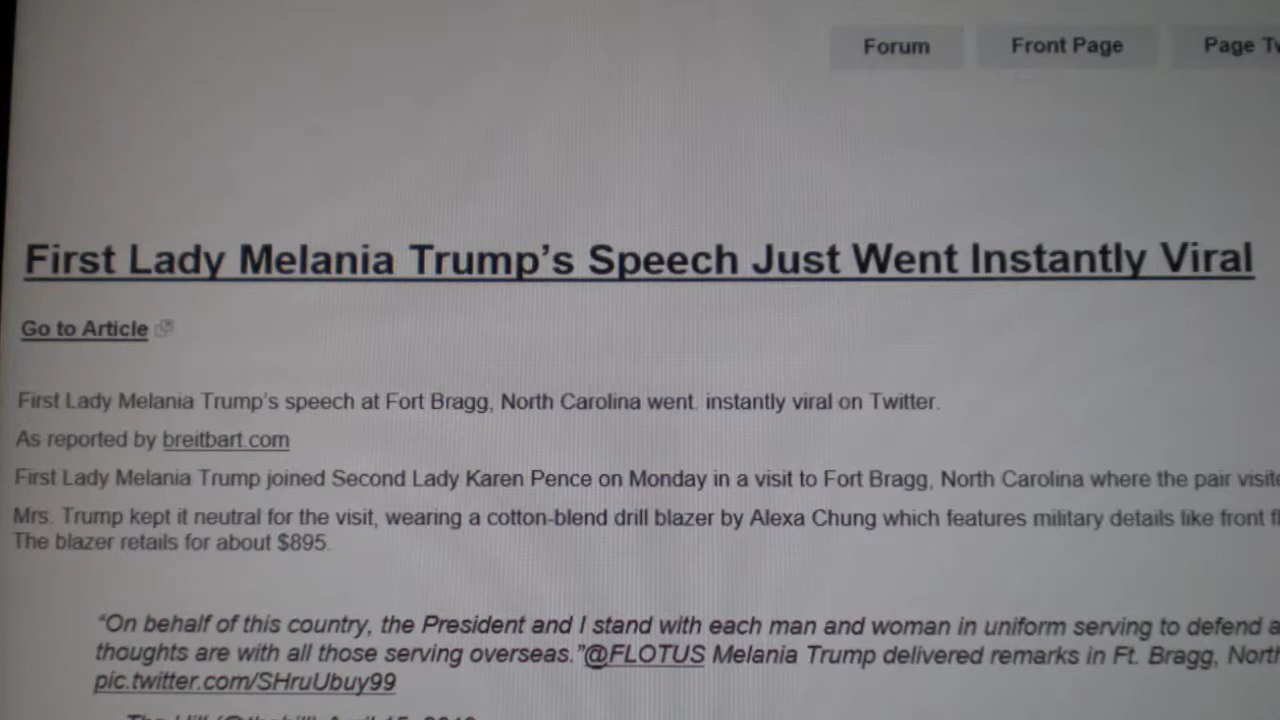 Forum Front Page Page
First Lady Melania Trump's Speech Just Went Instantly Viral
Go to Article
First Lady Melania Trump's speech at Fort Bragg, North Carolina went. instantly viral on Twitter.
As reported by breitbart.com
First Lady Melania Trump joined Second Lady Karen Pence on Monday in a visit to Fort Bragg, North Carolina where the pair
Mrs. Trump kept it neutral for the visit, wearing a cotton-blend drill blazer by Alexa Chung which features military details like front
The blazer retails for about $895.
"On behalf of this country, the President and I stand with each man and woman in uniform serving to defend
thoughts are with all those serving overseas."@FLOTUS Melania Trump delivered remarks in Ft. Bragg,
pic.twitter.com/SHruUbuy99